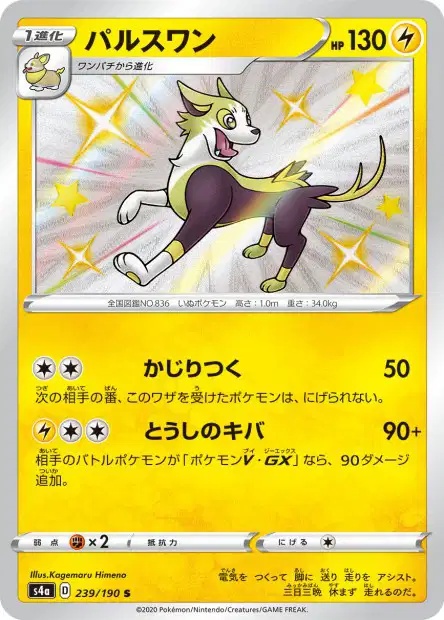 1進化
パルスワン
HP 130
ワンパチから進化
全国図鑑NO.836 いぬポケモン 高さ：1.0m 重さ：34.0kg
かじりつく 50
次の相手の番、このワザを受けたポケモンは、にげられない。
とうしのキバ 90+
相手のバトルポケモンが「ポケモンV・GX」なら、90ダメージ
追加。
弱点 ×2 抵抗力 にげる
Illus.Kagemaru Himeno
電気を つくって 脚に 送り 走りを アシスト。
三日三晩 休まず 走れるのだ。
s4a D 239/190 S
©2020 Pokémon/Nintendo/Creatures/GAME FREAK.